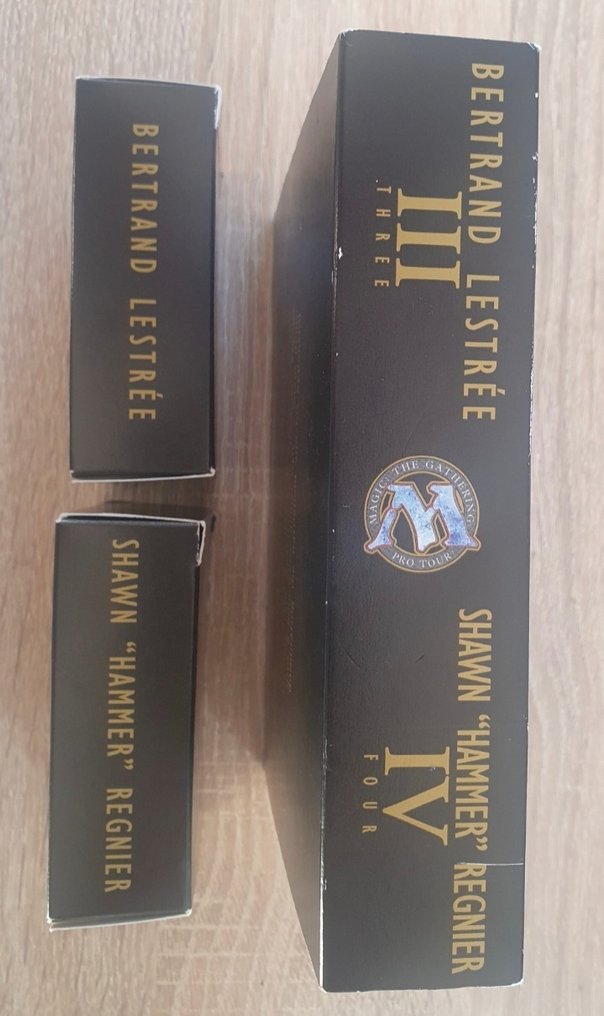 BERTRAND LESTRÉE
SHAWN “HAMMER” REGNIER
BERTRAND LESTRÉE
III
THREE
MAGIC: THE GATHERING
PRO TOUR
SHAWN “HAMMER” REGNIER
IV
FOUR